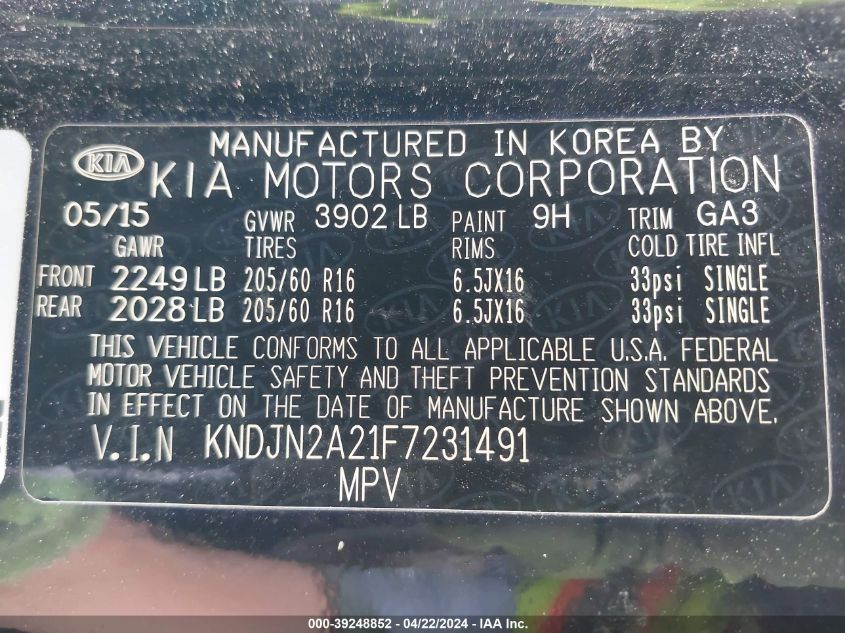 MANUFACTURED IN KOREA BY
KIA KIA MOTORS CORPORATION
05/15 GVWR 3902 LB PAINT 9H TRIM GA3
GAWR TIRES RIMS COLD TIRE INFL
FRONT 2249 LB 205/60 R16 6.5JX16 33psi SINGLE
REAR 2028 LB 205/60 R16 6.5JX16 33psi SINGLE
THIS VEHICLE CONFORMS TO ALL APPLICABLE U.S.A. FEDERAL
MOTOR VEHICLE SAFETY AND THEFT PREVENTION STANDARDS
IN EFFECT ON THE DATE OF MANUFACTURE SHOWN ABOVE.
V.I.N KNDJN2A21F7231491
MPV
000-39248852 - 04/22/2024 - IAA Inc.